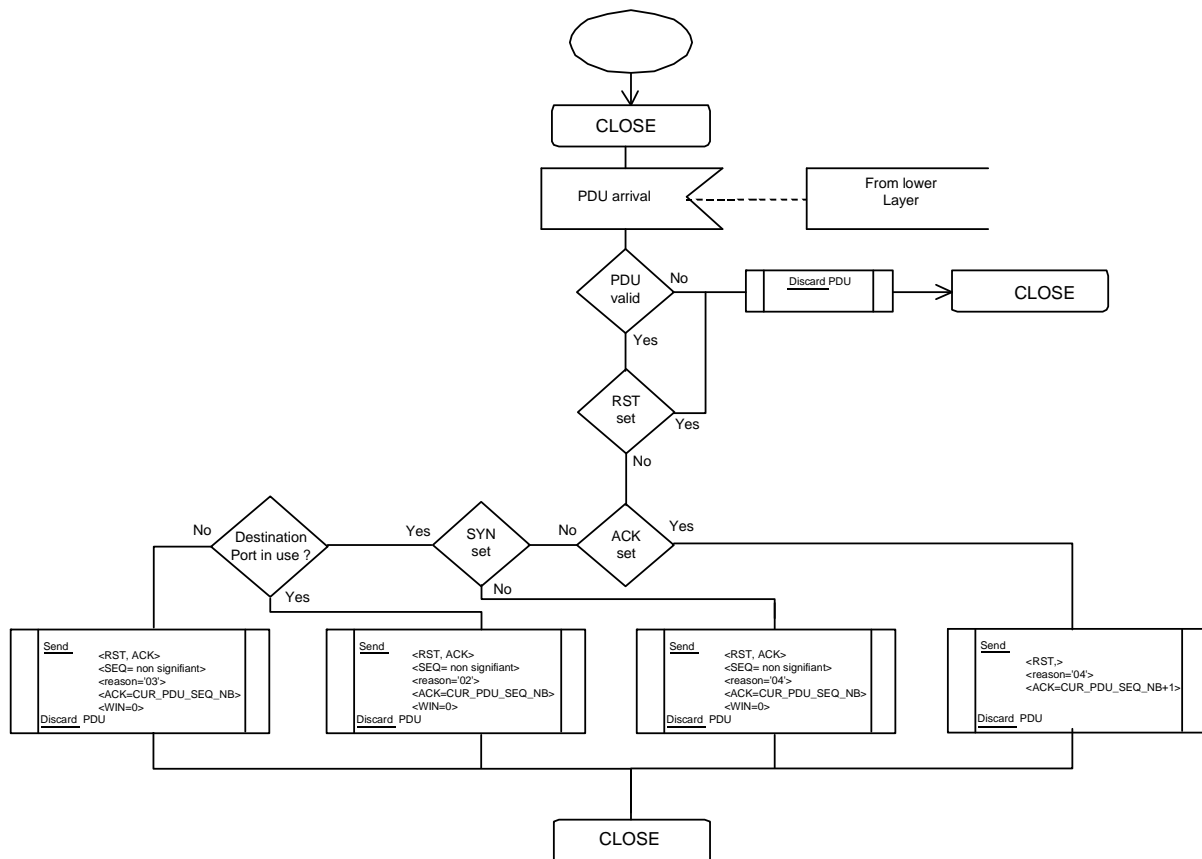 CLOSE
PDU arrival
From lower
Layer
PDU
valid
No
Yes
Discard PDU
CLOSE
RST
set
Yes
No
No
Destination
Port in use ?
Yes
Yes
SYN
set
No
No
ACK
set
Yes
Send
<RST, ACK>
<SEQ= non signifiant>
<reason='03'>
<ACK=CUR_PDU_SEQ_NB>
<WIN=0>
Discard PDU
Send
<RST, ACK>
<SEQ= non signifiant>
<reason='02'>
<ACK=CUR_PDU_SEQ_NB>
<WIN=0>
Discard PDU
Send
<RST, ACK>
<SEQ= non signifiant>
<reason='04'>
<ACK=CUR_PDU_SEQ_NB>
<WIN=0>
Discard PDU
Send
<RST,>
<reason='04'>
<ACK=CUR_PDU_SEQ_NB+1>
Discard PDU
CLOSE